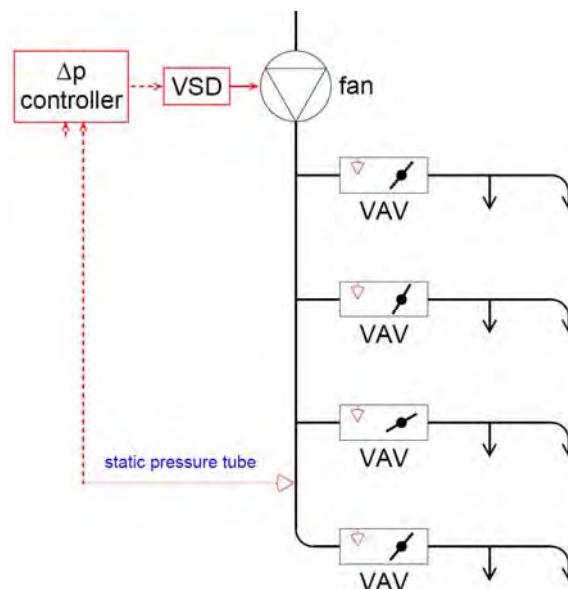 Δp
controller
VSD
fan
VAV
VAV
static pressure tube
VAV
VAV